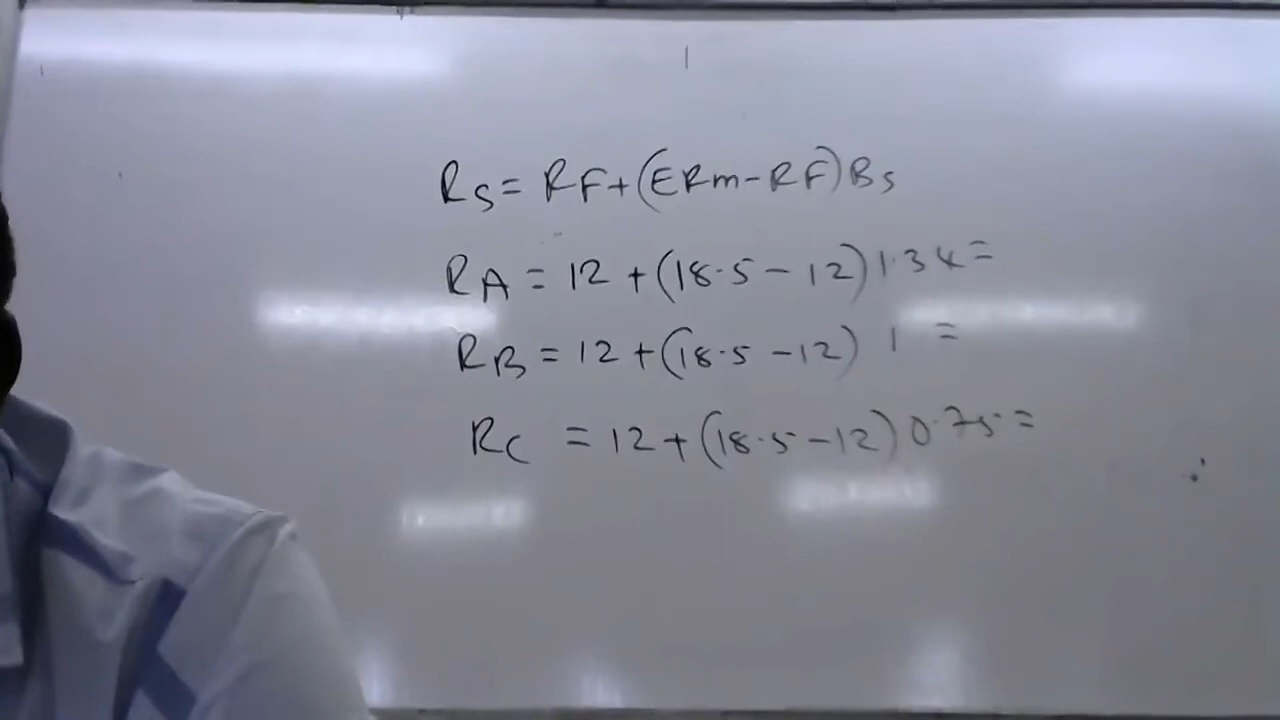 RS = RF + (ERm - RF) BS
RA = 12 + (18.5 - 12) 1.34 =
RB = 12 + (18.5 - 12) 1 =
RC = 12 + (18.5 - 12) 0.75 =